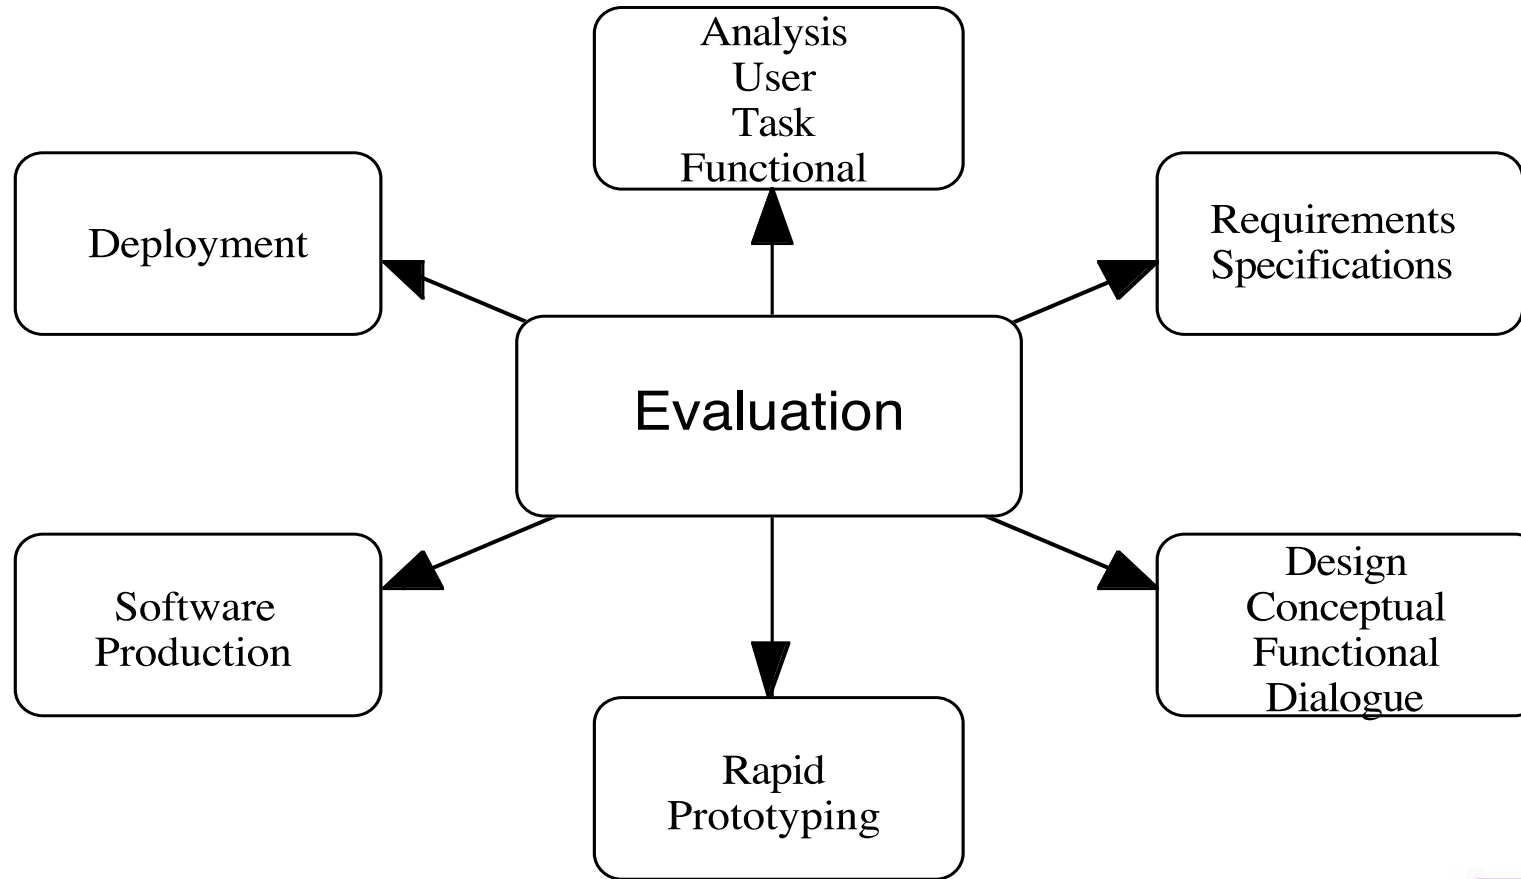 Analysis
User
Task
Functional
Deployment
Requirements
Specifications
Evaluation
Software
Production
Design
Conceptual
Functional
Dialogue
Rapid
Prototyping